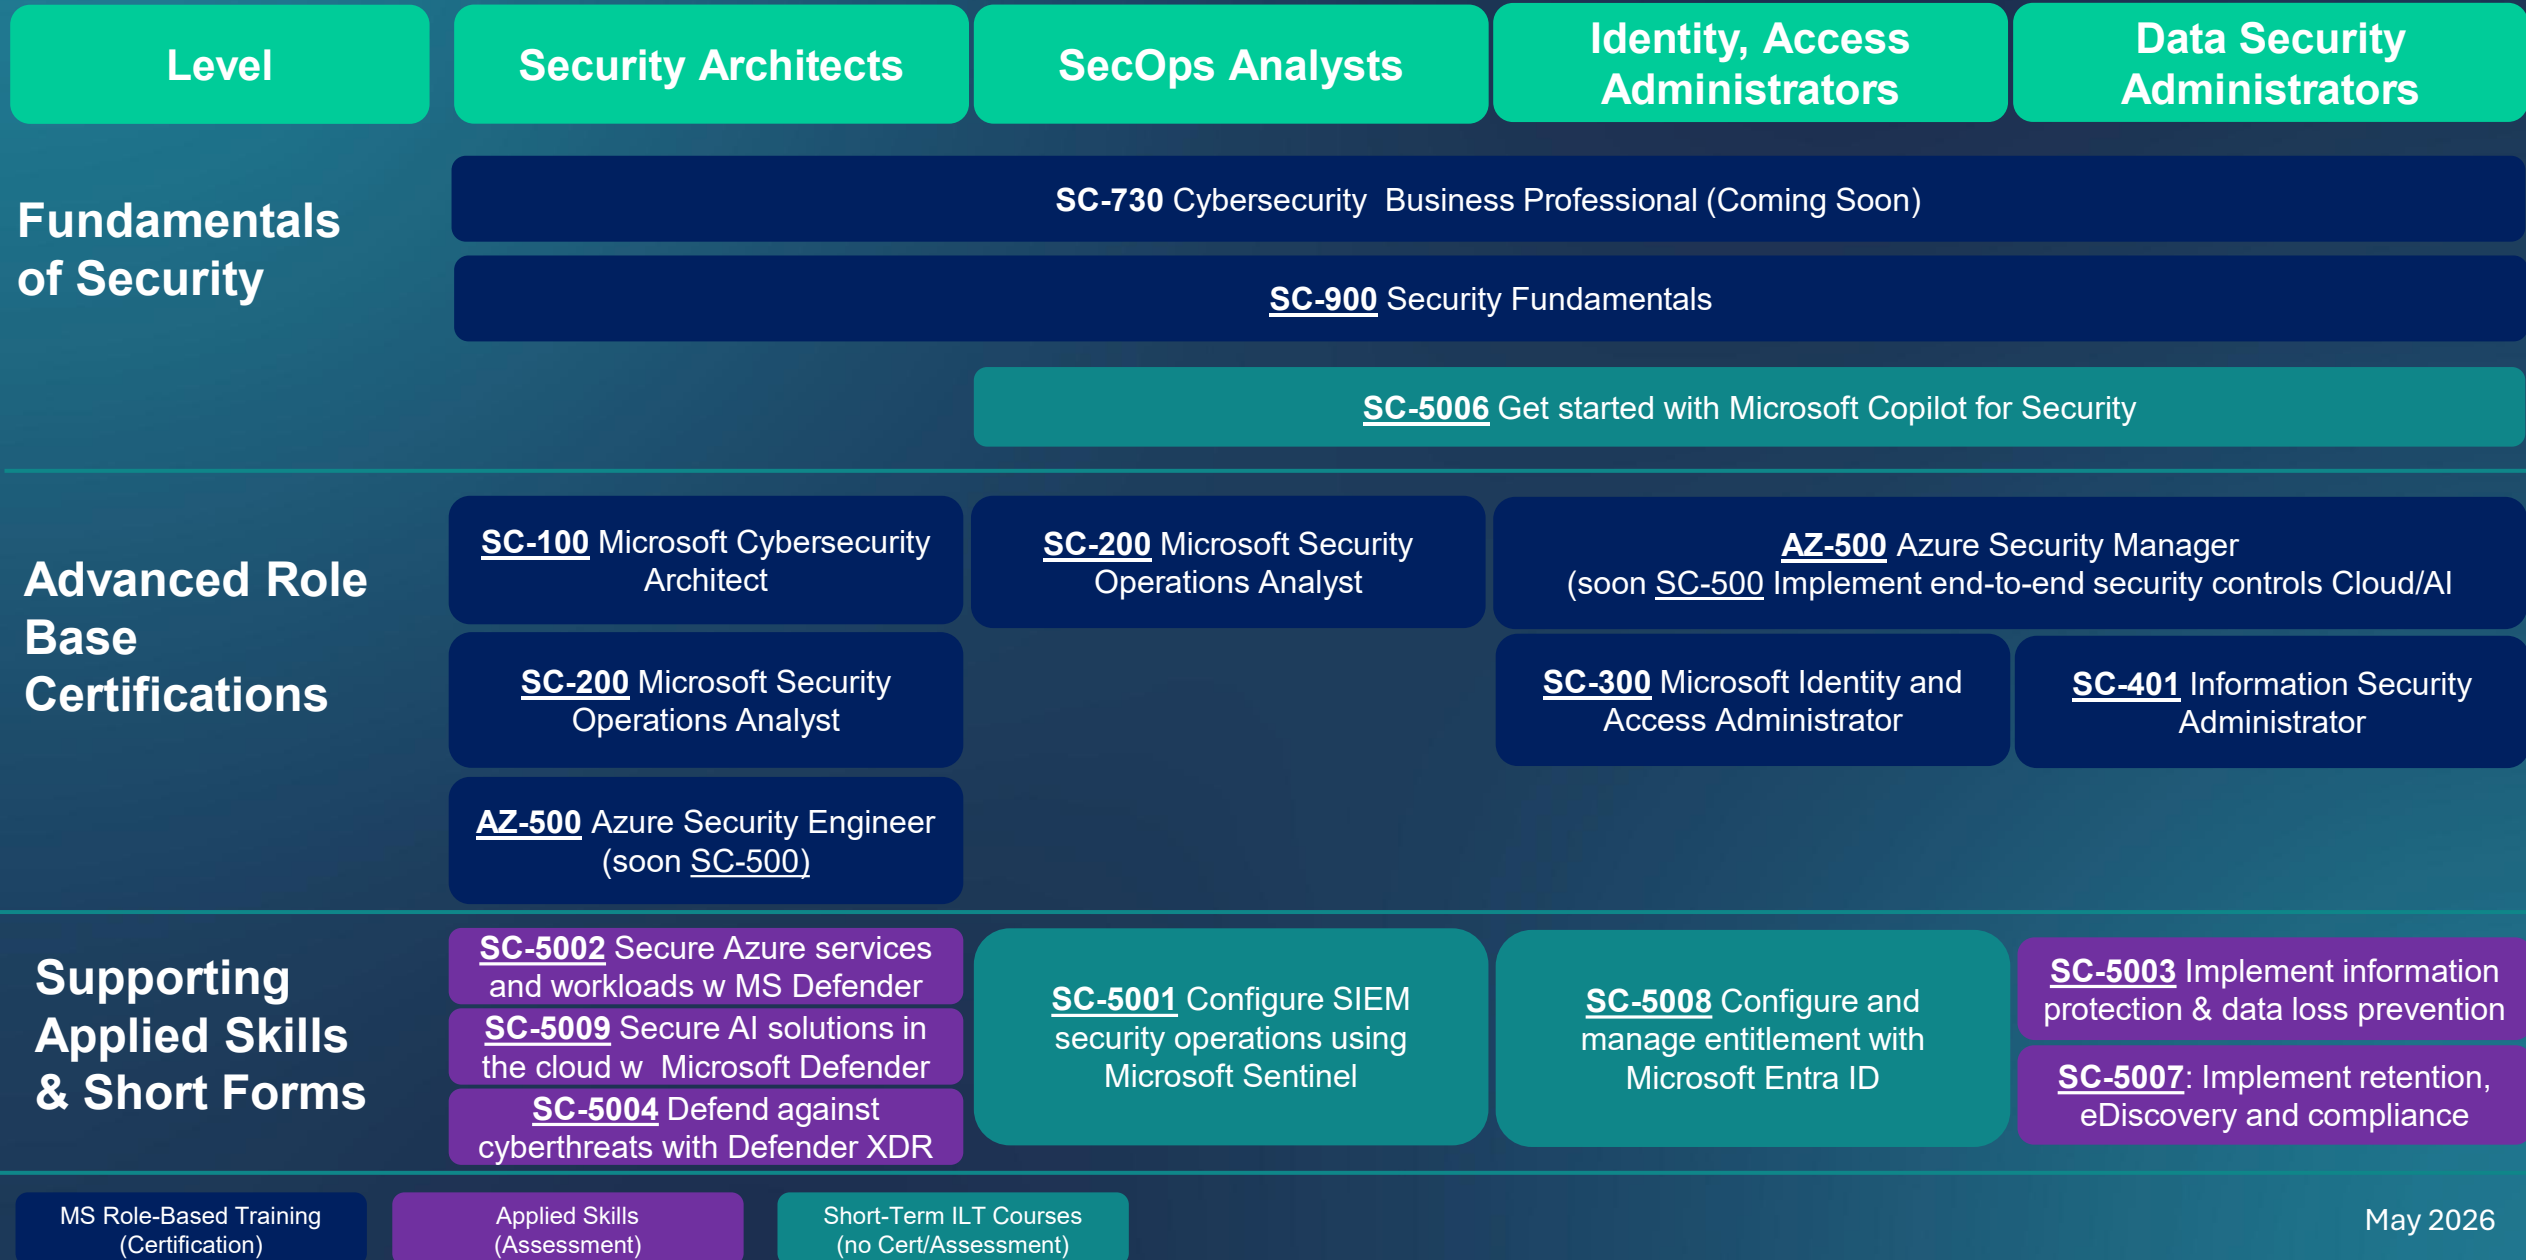 Level
Security Architects
SecOps Analysts
Identity, Access
Administrators
Data Security
Administrators
Fundamentals
of Security
SC-730 Cybersecurity  Business Professional (Coming Soon)
SC-900 Security Fundamentals
SC-5006 Get started with Microsoft Copilot for Security
Advanced Role
Base
Certifications
SC-100 Microsoft Cybersecurity
Architect
SC-200 Microsoft Security
Operations Analyst
AZ-500 Azure Security Engineer
(soon SC-500)
SC-200 Microsoft Security
Operations Analyst
AZ-500 Azure Security Manager
(soon SC-500 Implement end-to-end security controls Cloud/AI
SC-300 Microsoft Identity and
Access Administrator
SC-401 Information Security
Administrator
Supporting
Applied Skills
& Short Forms
SC-5002 Secure Azure services
and workloads w MS Defender
SC-5009 Secure AI solutions in
the cloud w  Microsoft Defender
SC-5004 Defend against
cyberthreats with Defender XDR
SC-5001 Configure SIEM
security operations using
Microsoft Sentinel
SC-5008 Configure and
manage entitlement with
Microsoft Entra ID
SC-5003 Implement information
protection & data loss prevention
SC-5007: Implement retention,
eDiscovery and compliance
MS Role-Based Training
(Certification)
Applied Skills
(Assessment)
Short-Term ILT Courses
(no Cert/Assessment)
May 2026